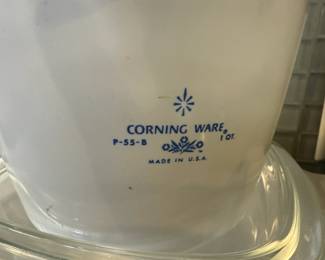 CORNING WARE®
P-55-B 1 QT.
MADE IN U.S.A.